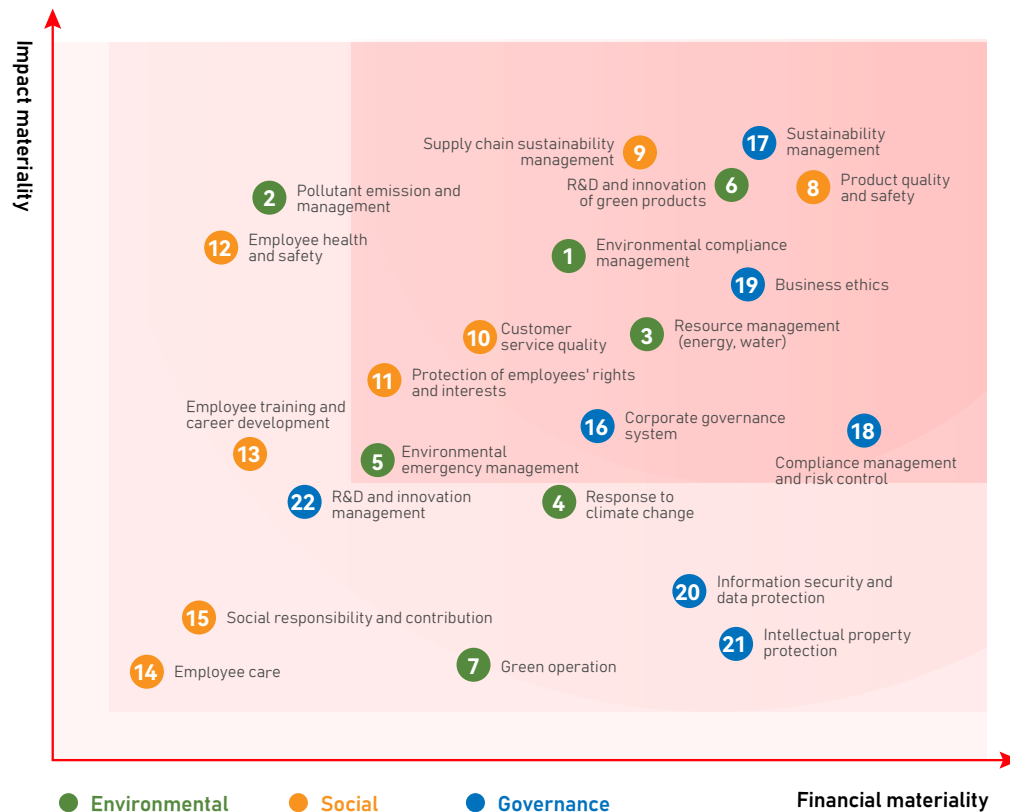 Impact materiality
17
Sustainability
management
Supply chain sustainability
management
9
R&D and innovation
of green products
6
8
Product quality
and safety
2
Pollutant emission and
management
12
Employee health
and safety
1
Environmental compliance
management
19
Business ethics
10
Customer
service quality
3
Resource management
(energy, water)
11
Protection of employees' rights
and interests
Employee training and
career development
13
16
Corporate governance
system
18
Compliance management
and risk control
5
Environmental
emergency management
22
R&D and innovation
management
4
Response to
climate change
20
Information security and
data protection
15
Social responsibility and contribution
21
Intellectual property
protection
14
Employee care
7
Green operation
Environmental
Social
Governance
Financial materiality